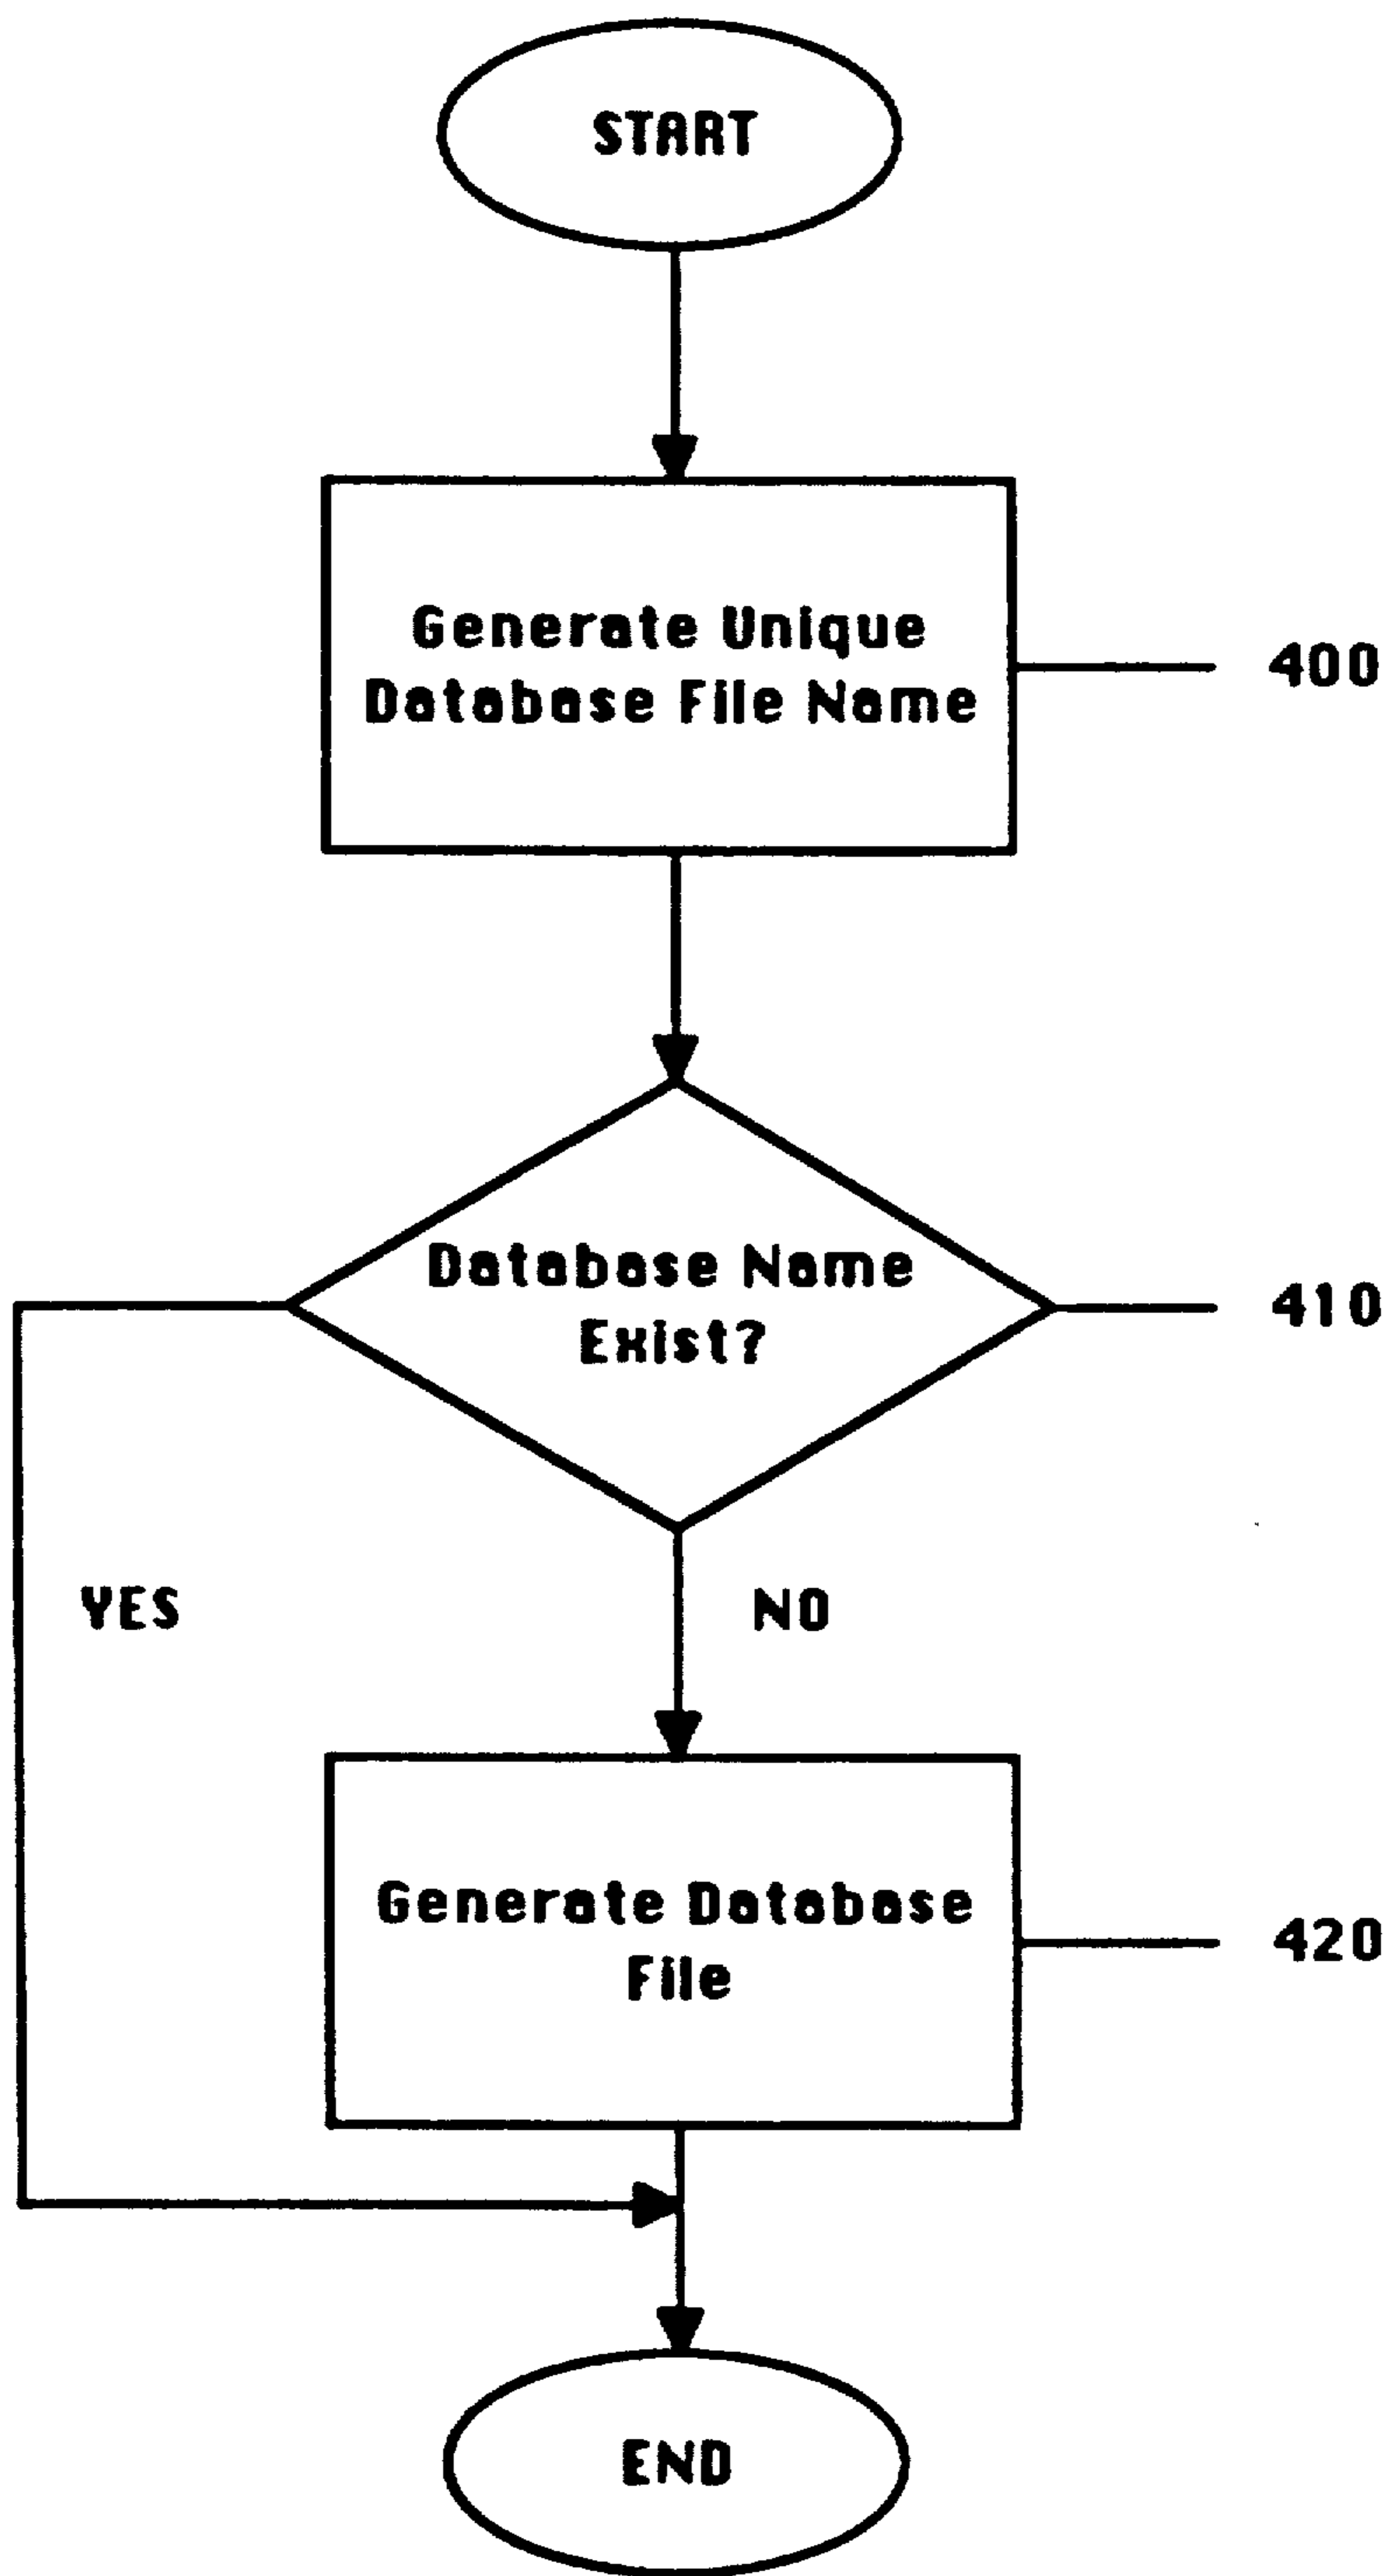 START
Generate Unique
Database File Name
400
Database Name
Exist?
410
YES
NO
Generate Database
File
420
END